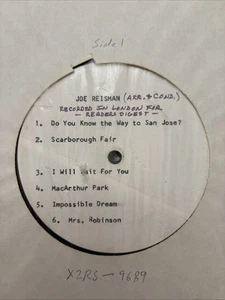 Side 1
JOE REISMAN (ARR. & COND.)
RECORDED IN LONDON FOR
— READERS DIGEST —
1. Do You Know the Way to San Jose?
2. Scarborough Fair
3. I Will Wait For You
4. MacArthur Park
5. Impossible Dream
6. Mrs. Robinson
X2RS-9689